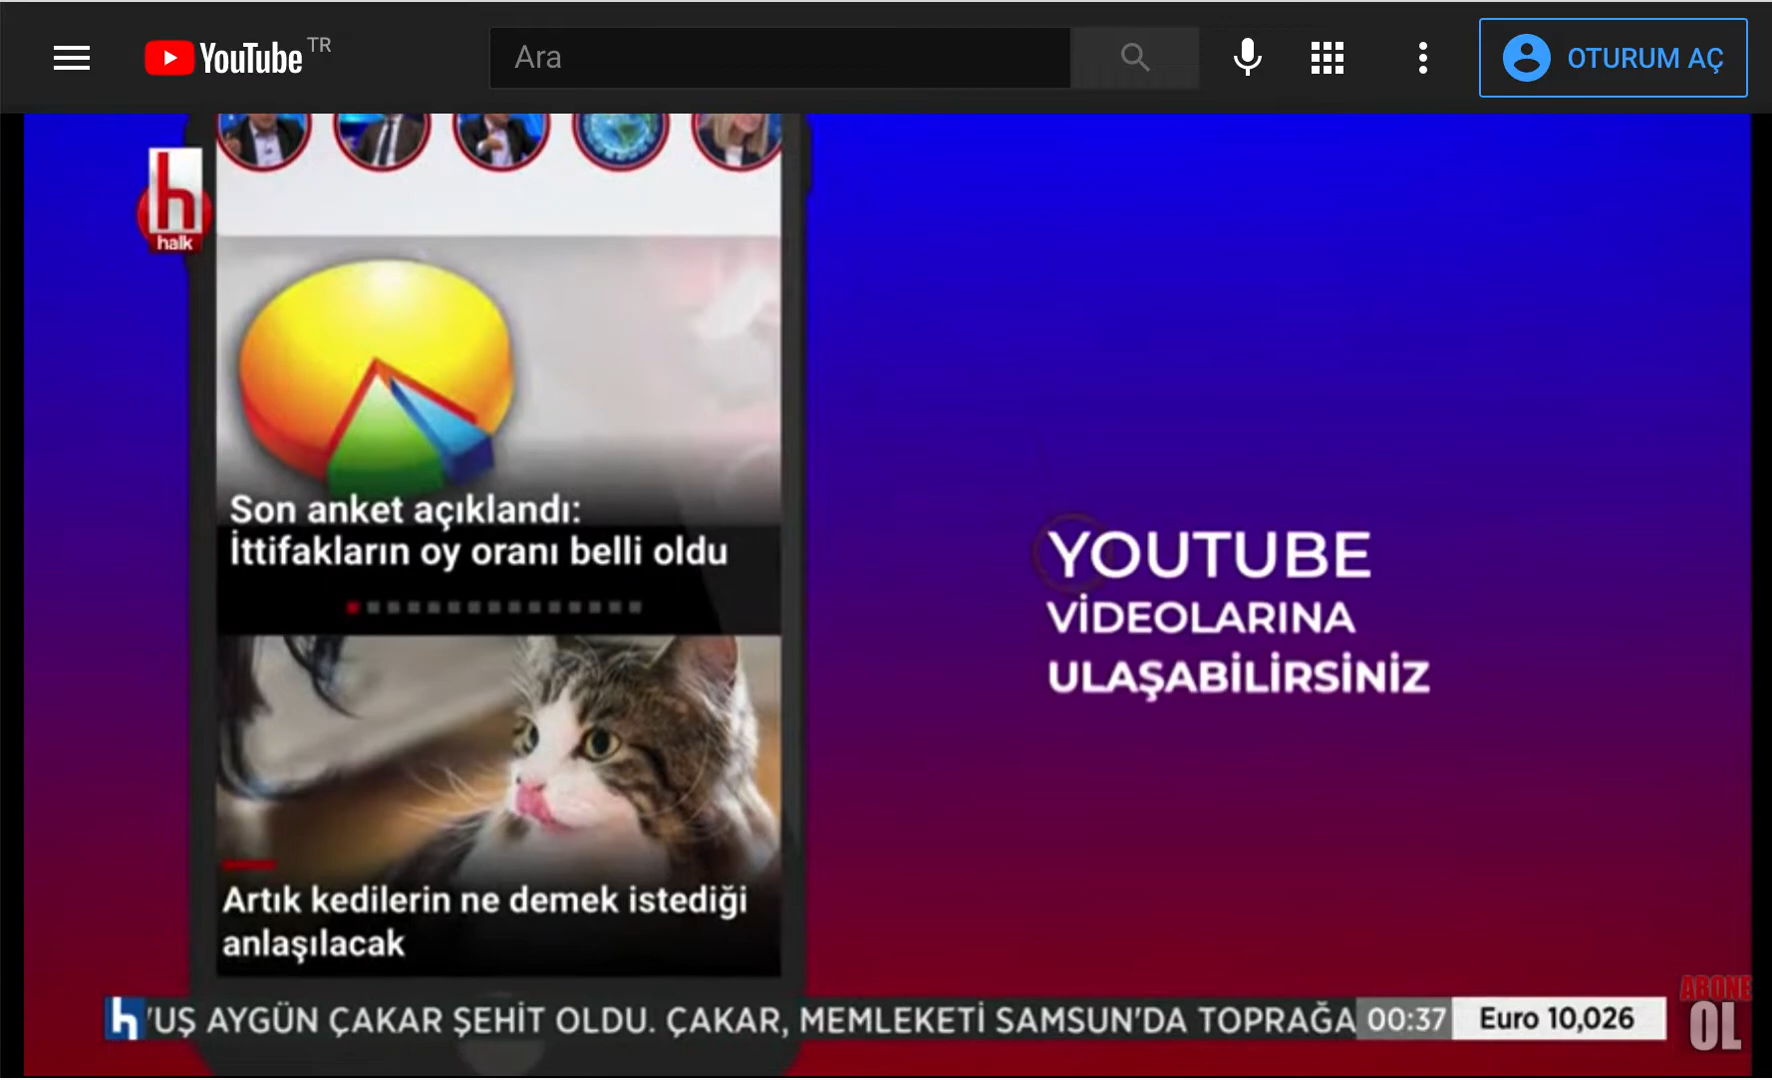 YouTube TR
Ara
OTURUM AÇ
h
halk
Son anket açıklandı:
İttifakların oy oranı belli oldu
YOUTUBE
VİDEOLARINA
ULAŞABİLİRSİNİZ
Artık kedilerin ne demek istediği
anlaşılacak
h 'UŞ AYGÜN ÇAKAR ŞEHİT OLDU. ÇAKAR, MEMLEKETİ SAMSUN'DA TOPRAĞA 00:37 Euro 10,026
ABONE
OL